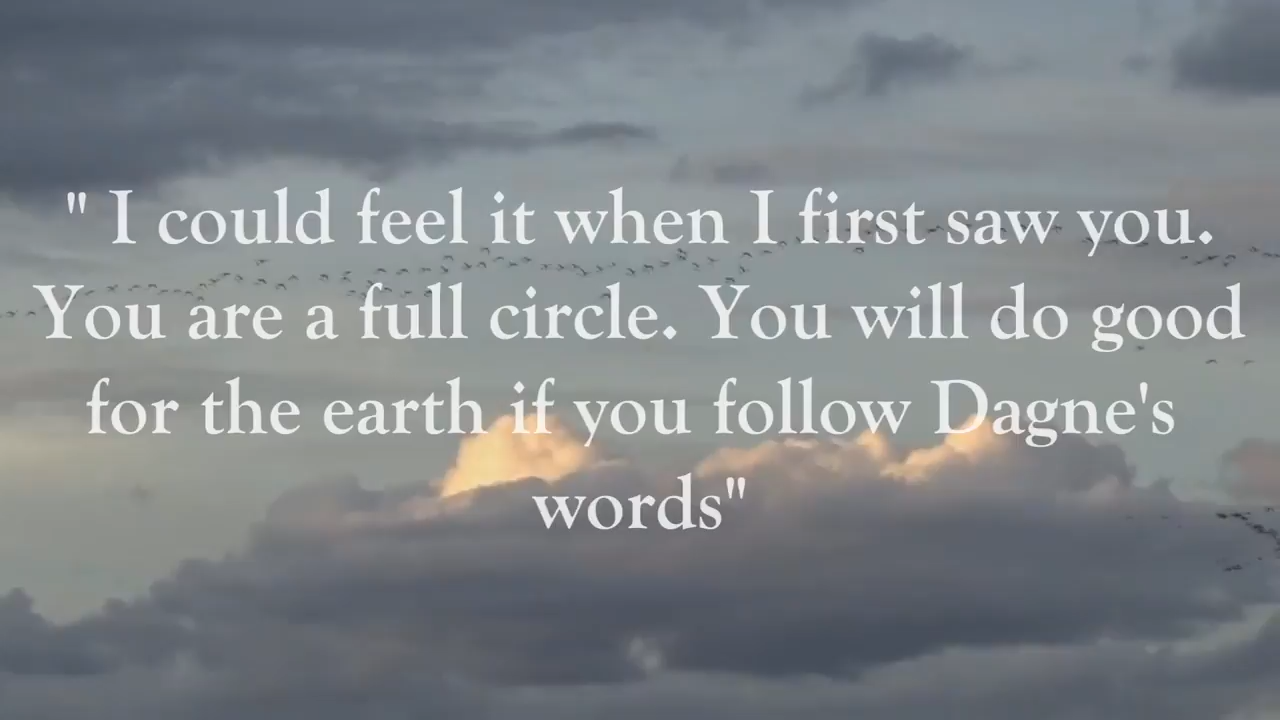 " I could feel it when I first saw you.
You are a full circle. You will do good
for the earth if you follow Dagne's
words"